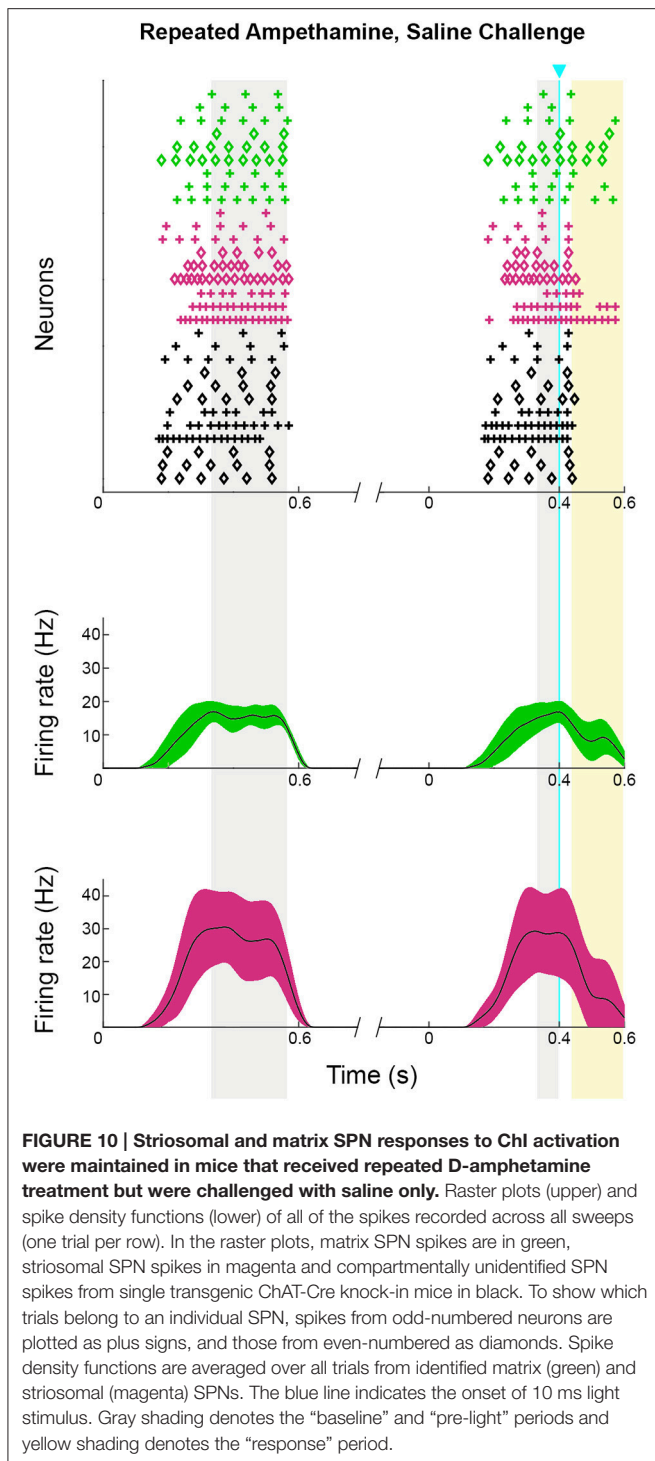 Repeated Ampethamine, Saline Challenge
Neurons
0 0.6 0 0.4 0.6
Firing rate (Hz)
40
30
20
10
0 0.6 0 0.4 0.6
Firing rate (Hz)
40
30
20
10
0 0.6 0 0.4 0.6
Time (s)
FIGURE 10 | Striosomal and matrix SPN responses to ChI activation
were maintained in mice that received repeated D-amphetamine
treatment but were challenged with saline only. Raster plots (upper) and
spike density functions (lower) of all of the spikes recorded across all sweeps
(one trial per row). In the raster plots, matrix SPN spikes are in green,
striosomal SPN spikes in magenta and compartmentally unidentified SPN
spikes from single transgenic ChAT-Cre knock-in mice in black. To show which
trials belong to an individual SPN, spikes from odd-numbered neurons are
plotted as plus signs, and those from even-numbered as diamonds. Spike
density functions are averaged over all trials from identified matrix (green) and
striosomal (magenta) SPNs. The blue line indicates the onset of 10 ms light
stimulus. Gray shading denotes the “baseline” and “pre-light” periods and
yellow shading denotes the “response” period.